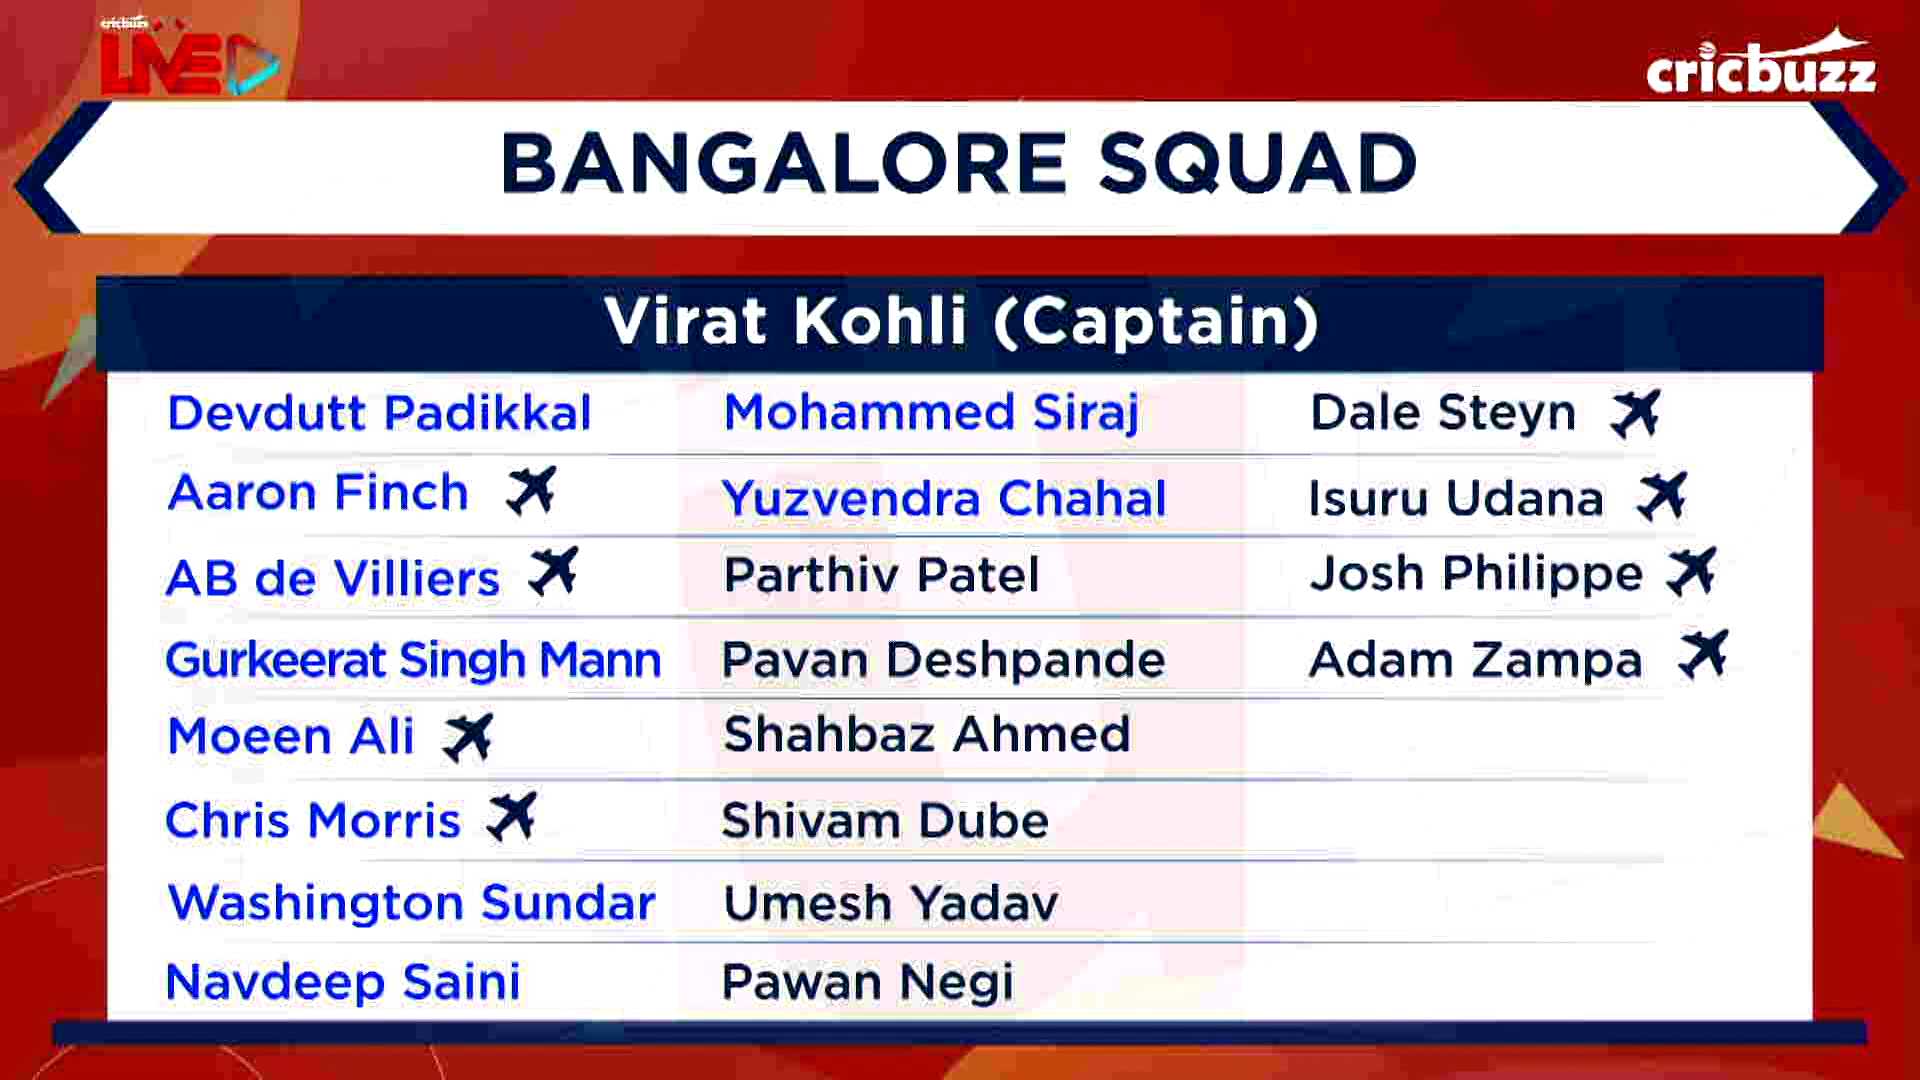 cricbuzz
LIVE
cricbuzz
BANGALORE SQUAD
Virat Kohli (Captain)
Devdutt Padikkal
Aaron Finch
AB de Villiers
Gurkeerat Singh Mann
Moeen Ali
Chris Morris
Washington Sundar
Navdeep Saini
Mohammed Siraj
Yuzvendra Chahal
Parthiv Patel
Pavan Deshpande
Shahbaz Ahmed
Shivam Dube
Umesh Yadav
Pawan Negi
Dale Steyn
Isuru Udana
Josh Philippe
Adam Zampa